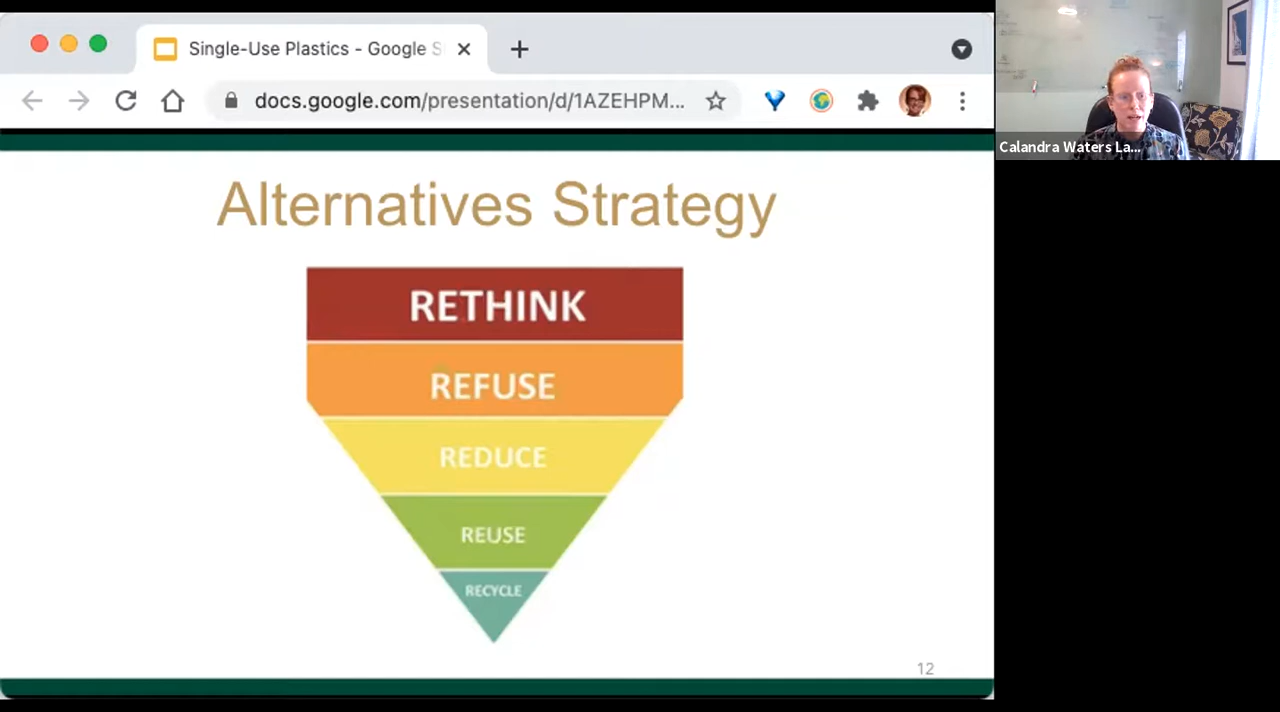 Single-Use Plastics - Google S
docs.google.com/presentation/d/1AZEHPM...
Calandra Waters La...
Alternatives Strategy
RETHINK
REFUSE
REDUCE
REUSE
RECYCLE
12